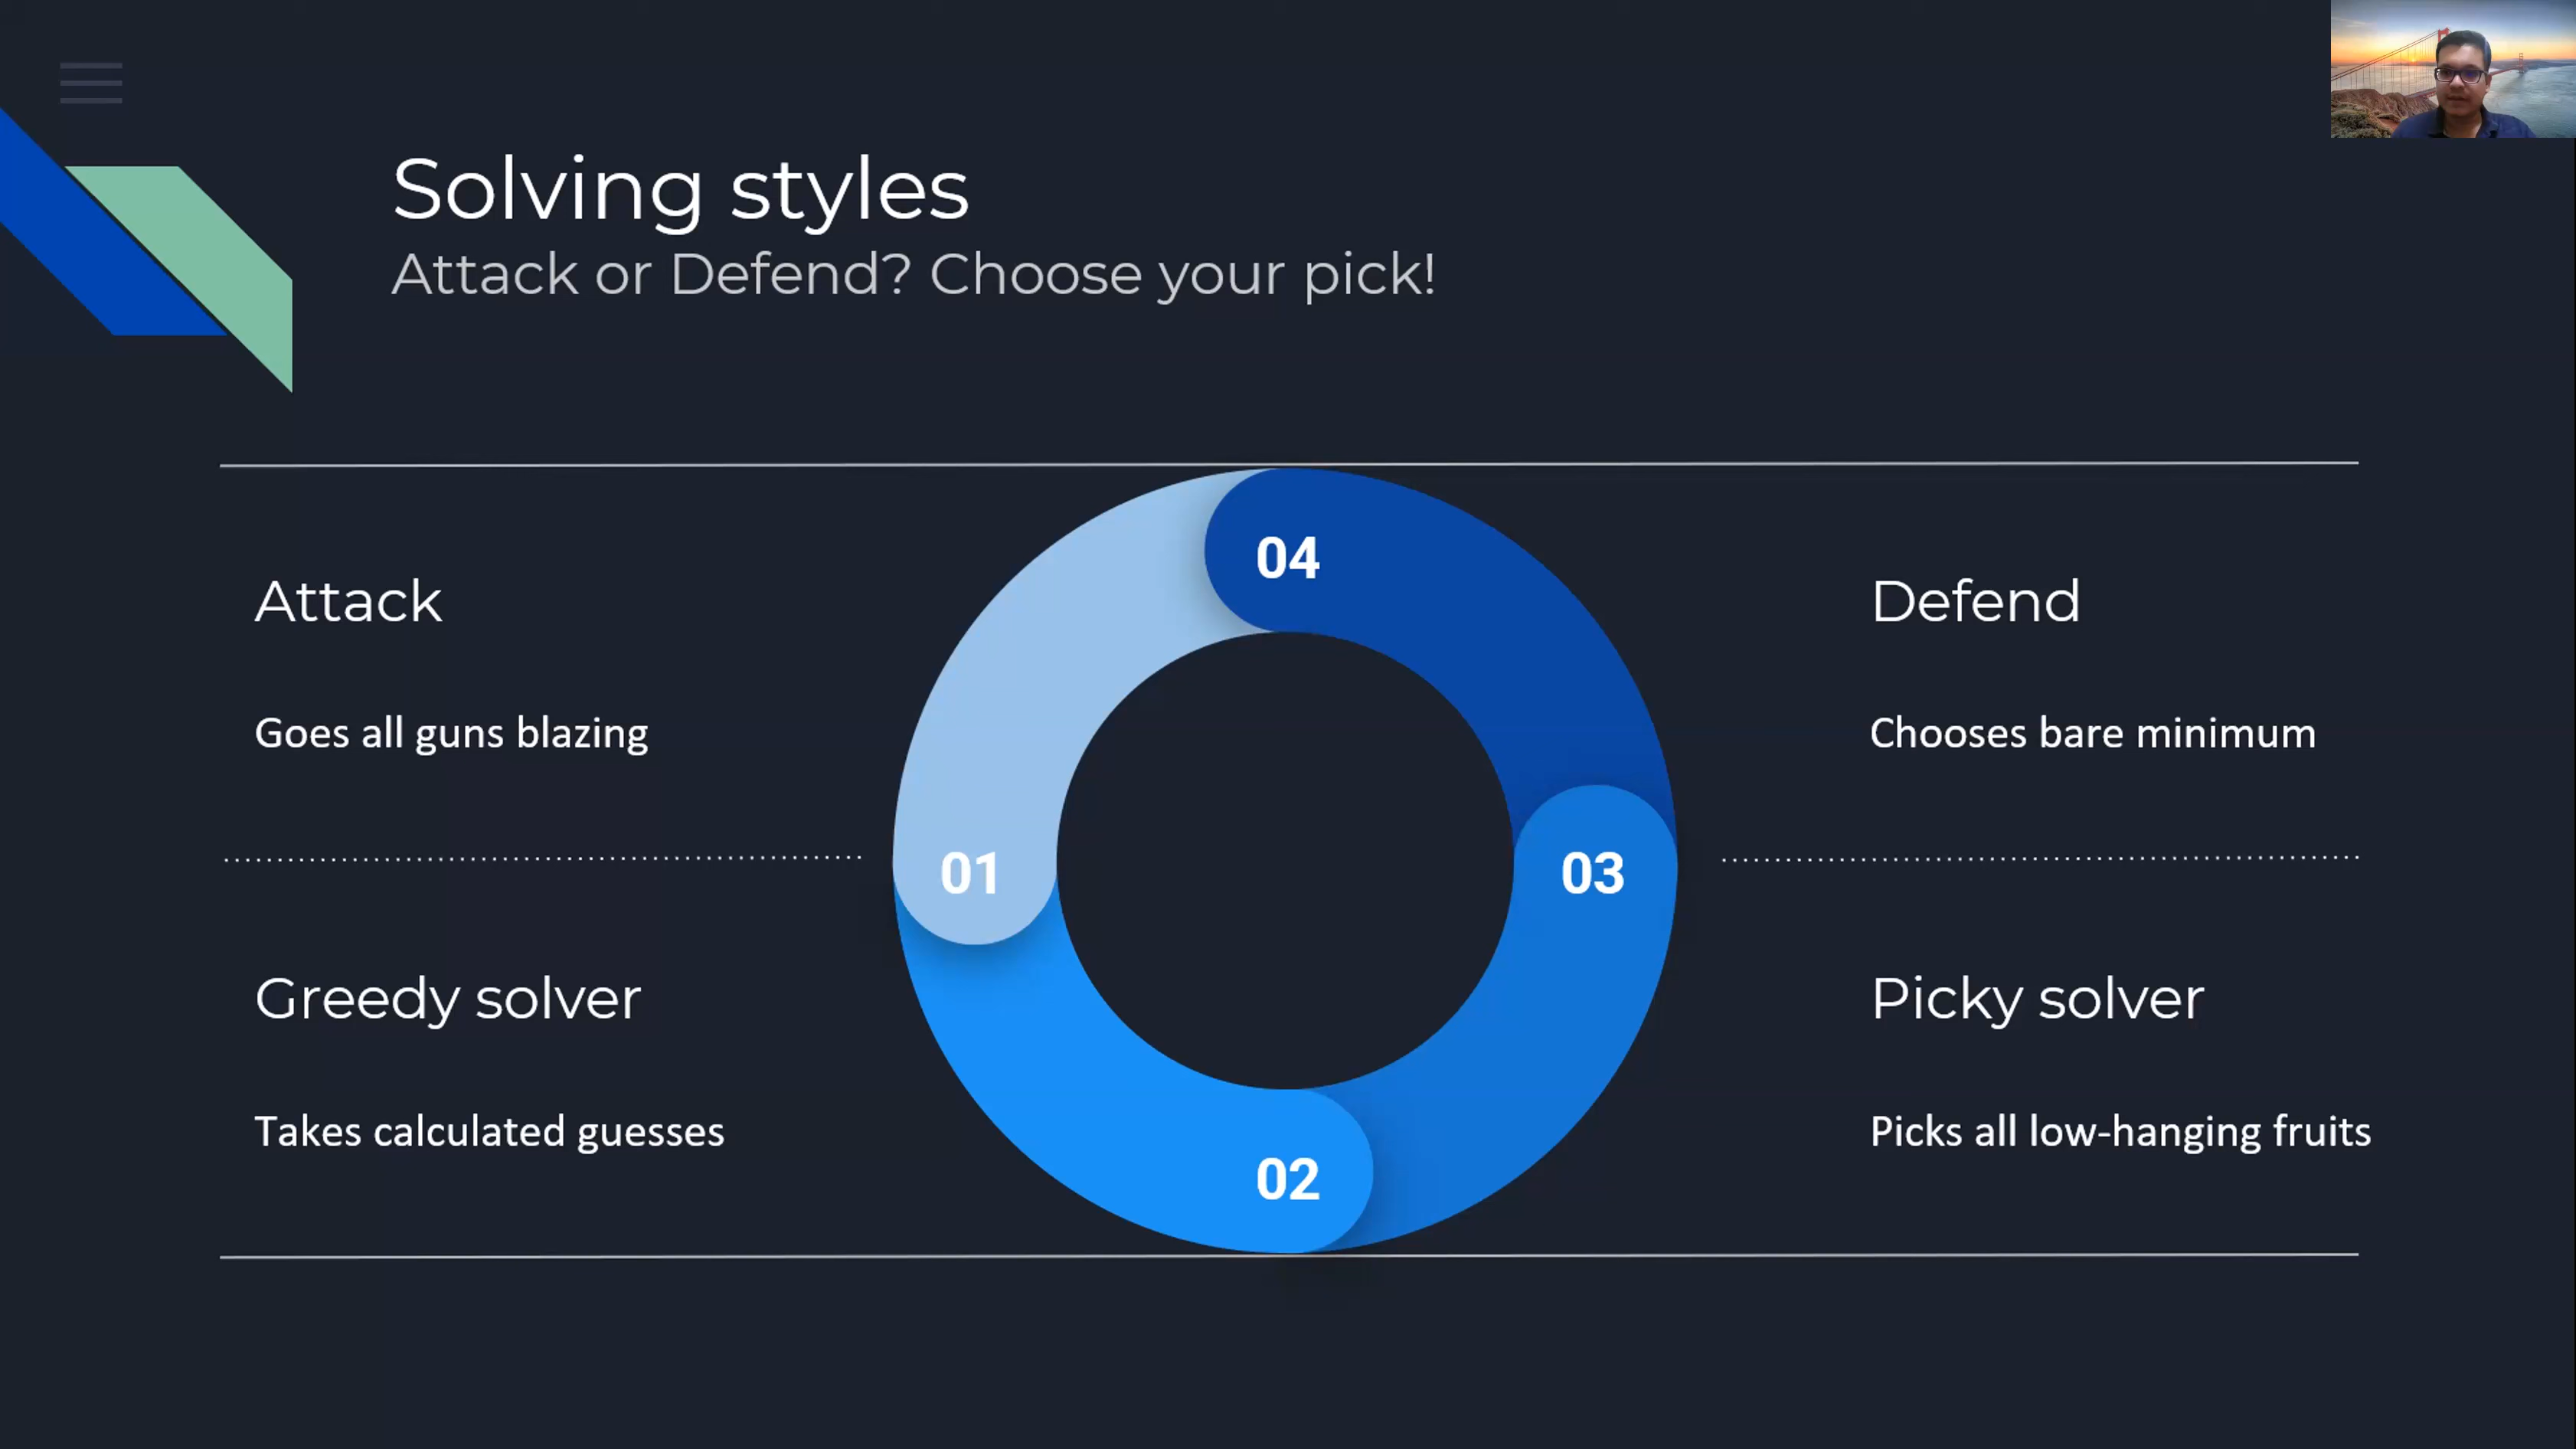 Solving styles
Attack or Defend? Choose your pick!
Attack
Goes all guns blazing
Greedy solver
Takes calculated guesses
04
01
03
02
Defend
Chooses bare minimum
Picky solver
Picks all low-hanging fruits